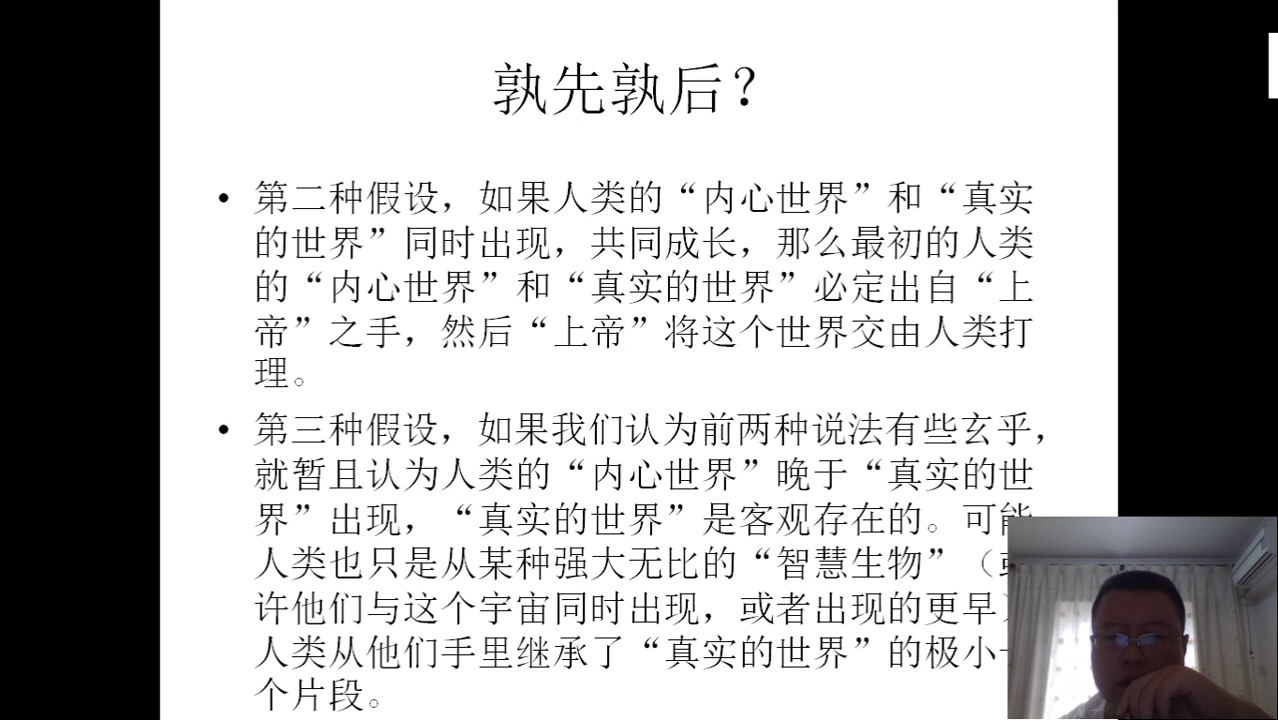 孰先孰后？
• 第二种假设，如果人类的“内心世界”和“真实
的世界”同时出现，共同成长，那么最初的人类
的“内心世界”和“真实的世界”必定出自“上
帝”之手，然后“上帝”将这个世界交由人类打
理。
• 第三种假设，如果我们认为前两种说法有些玄乎，
就暂且认为人类的“内心世界”晚于“真实的世
界”出现，“真实的世界”是客观存在的。可能
人类也只是从某种强大无比的“智慧生物”（
许他们与这个宇宙同时出现，或者出现的更早
人类从他们手里继承了“真实的世界”的极小
个片段。